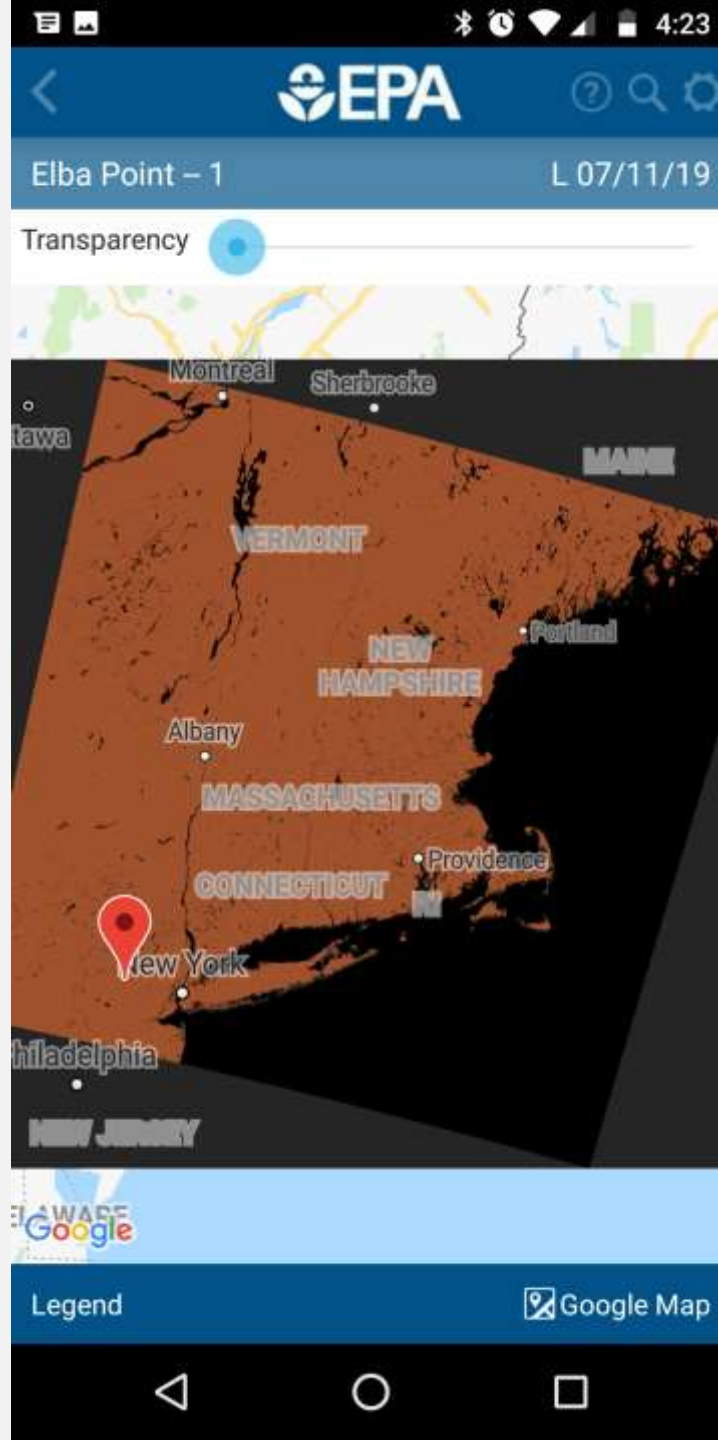 4:23
EPA
Elba Point – 1 L 07/11/19
Transparency
Montreal
Sherbrooke
tawa
MAINE
VERMONT
Portland
NEW
HAMPSHIRE
Albany
MASSACHUSETTS
Providence
CONNECTICUT
RI
New York
hiladelphia
NEW JERSEY
ELAWARE
Google
Legend Google Map